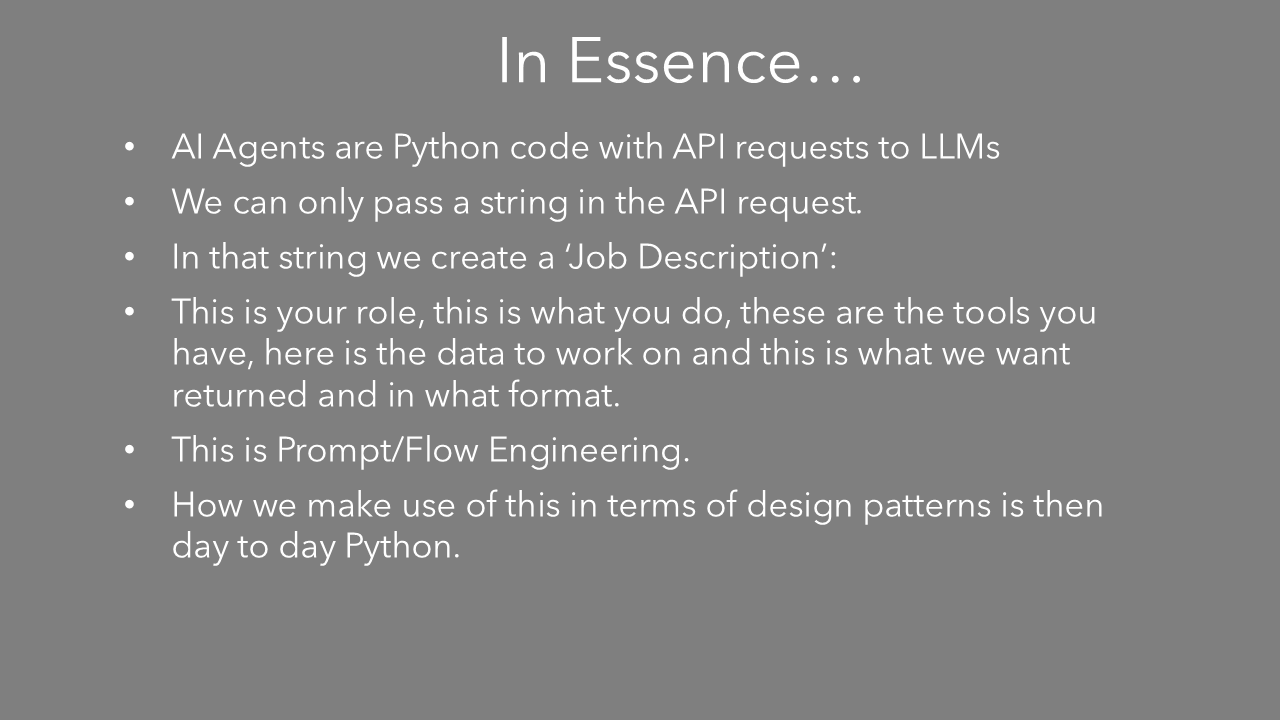 In Essence…
• AI Agents are Python code with API requests to LLMs
• We can only pass a string in the API request.
• In that string we create a ‘Job Description’:
• This is your role, this is what you do, these are the tools you
have, here is the data to work on and this is what we want
returned and in what format.
• This is Prompt/Flow Engineering.
• How we make use of this in terms of design patterns is then
day to day Python.